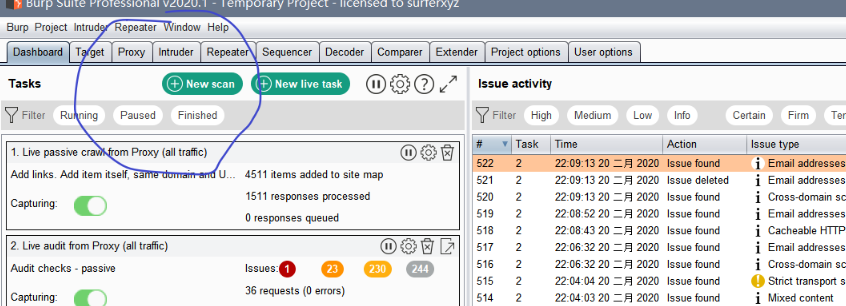 Burp Suite Professional v2020.1 - Temporary Project - licensed to surferxyz
Burp Project Intruder Repeater Window Help
Dashboard Target Proxy Intruder Repeater Sequencer Decoder Comparer Extender Project options User options
Tasks New scan New live task
Filter Running Paused Finished
1. Live passive crawl from Proxy (all traffic)
Add links. Add item itself, same domain and U... 4511 items added to site map
1511 responses processed
Capturing:
0 responses queued
2. Live audit from Proxy (all traffic)
Audit checks - passive Issues: 1 23 230 244
36 requests (0 errors)
Capturing:
Issue activity
Filter High Medium Low Info Certain Firm Ter
# Task Time Action Issue type
522 2 22:09:13 20 二月 2020 Issue found i Email addresses
521 2 22:09:13 20 二月 2020 Issue deleted i Email addresses
520 2 22:09:13 20 二月 2020 Issue found i Cross-domain sc
519 2 22:08:52 20 二月 2020 Issue found i Email addresses
518 2 22:08:43 20 二月 2020 Issue found i Cacheable HTTP
517 2 22:06:32 20 二月 2020 Issue found i Email addresses
516 2 22:06:32 20 二月 2020 Issue found i Cross-domain sc
515 2 22:04:04 20 二月 2020 Issue found ! Strict transport s
514 2 22:04:03 20 二月 2020 Issue found i Mixed content